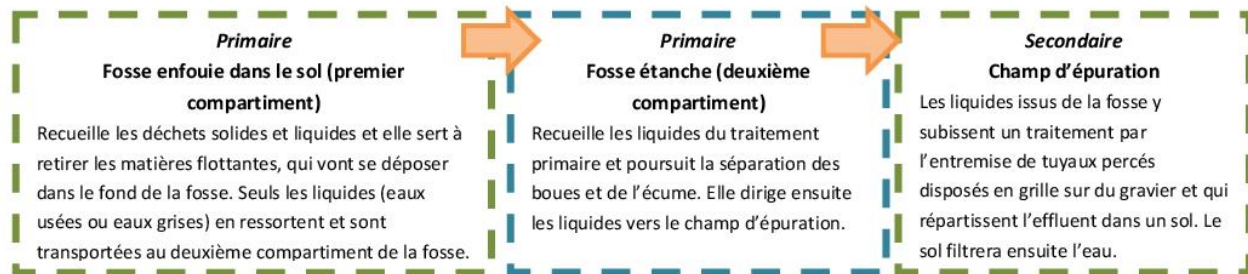 Primaire
Fosse enfouie dans le sol (premier
compartiment)
Recueille les déchets solides et liquides et elle sert à
retirer les matières flottantes, qui vont se déposer
dans le fond de la fosse. Seuls les liquides (eaux
usées ou eaux grises) en ressortent et sont
transportées au deuxième compartiment de la fosse.
Primaire
Fosse étanche (deuxième
compartiment)
Recueille les liquides du traitement
primaire et poursuit la séparation des
boues et de l'écume. Elle dirige ensuite
les liquides vers le champ d'épuration.
Secondaire
Champ d'épuration
Les liquides issus de la fosse y
subissent un traitement par
l'entremise de tuyaux percés
disposés en grille sur du gravier et qui
répartissent l'effluent dans un sol. Le
sol filtrera ensuite l'eau.